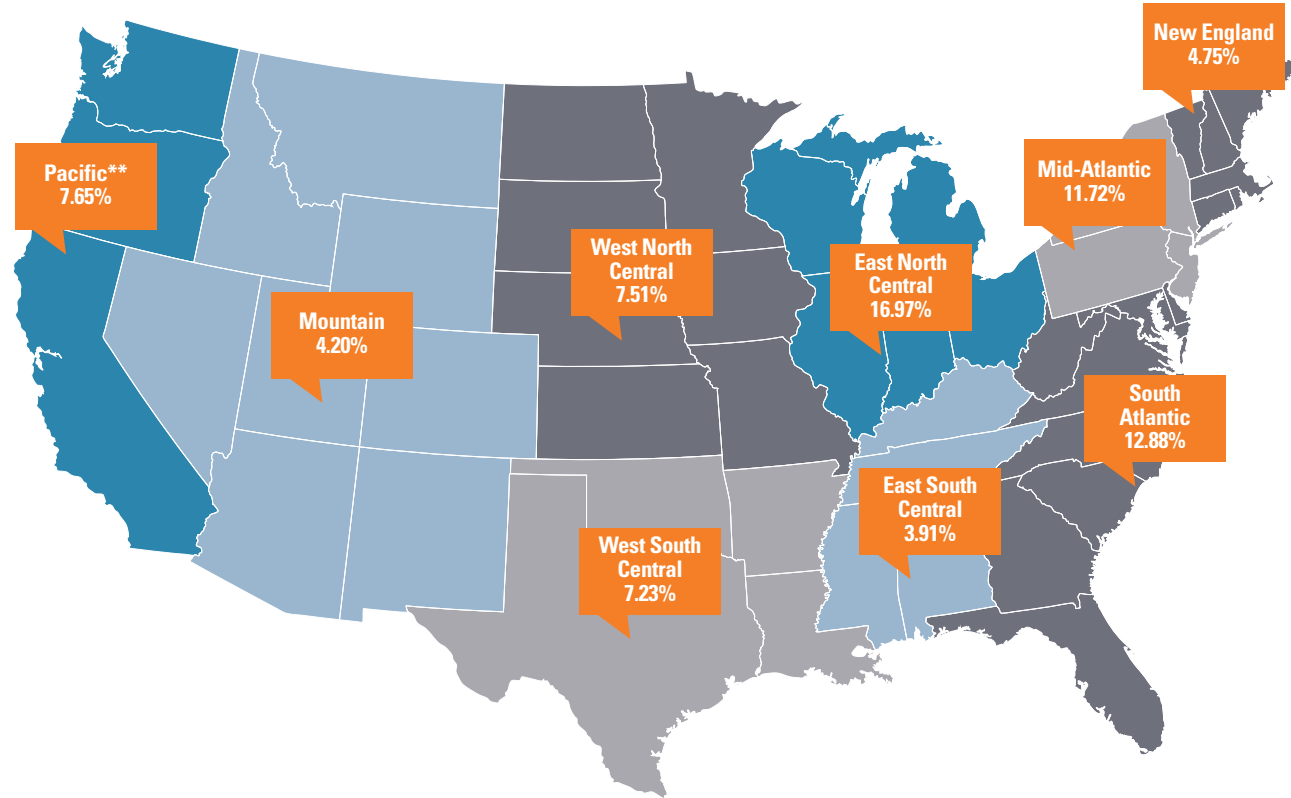 New England
4.75%
Mid-Atlantic
11.72%
Pacific**
7.65%
West North
Central
7.51%
East North
Central
16.97%
Mountain
4.20%
South
Atlantic
12.88%
East South
Central
3.91%
West South
Central
7.23%